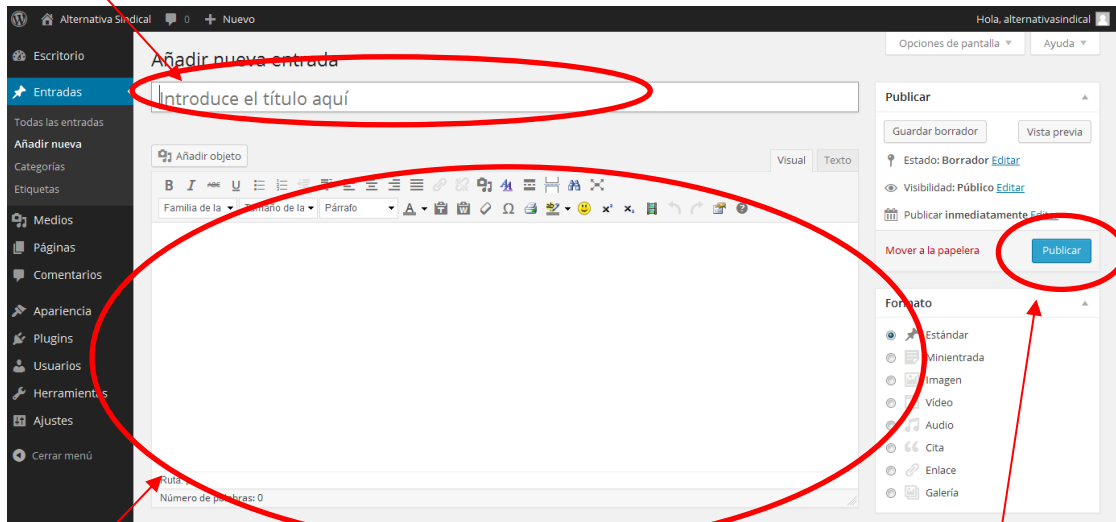 Alternativa Sindical 0 Nuevo Hola, alternativasindical
Opciones de pantalla Ayuda
Escritorio
Entradas
Todas las entradas
Añadir nueva
Categorías
Etiquetas
Medios
Páginas
Comentarios
Apariencia
Plugins
Usuarios
Herramientas
Ajustes
Cerrar menú
Añadir nueva entrada
Introduce el título aquí
Añadir objeto
Visual Texto
B I ABC U
Familia de la Tamaño de la Párrafo
Ruta:
Número de palabras: 0
Publicar
Guardar borrador Vista previa
Estado: Borrador Editar
Visibilidad: Público Editar
Publicar inmediatamente Editar
Mover a la papelera Publicar
Formato
Estándar
Minientrada
Imagen
Vídeo
Audio
Cita
Enlace
Galería